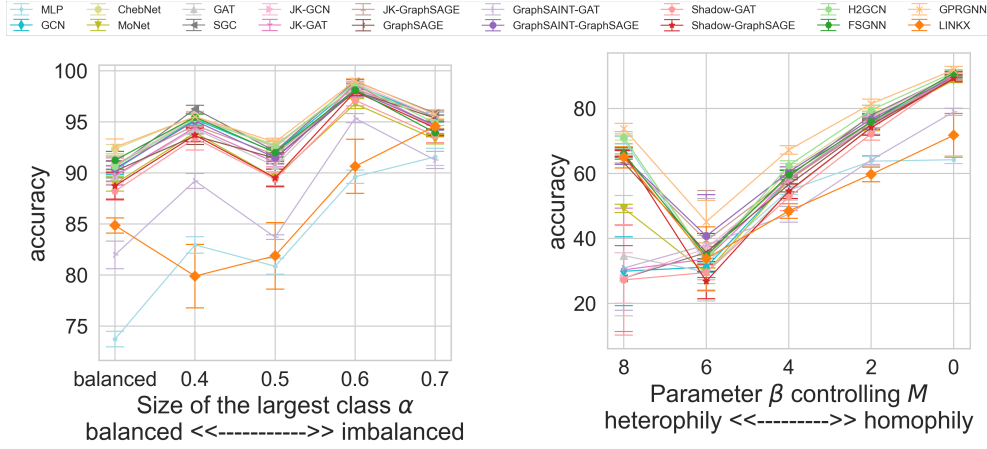 MLP ChebNet GAT JK-GCN JK-GraphSAGE GraphSAINT-GAT Shadow-GAT H2GCN GPRGNN
GCN MoNet SGC JK-GAT GraphSAGE GraphSAINT-GraphSAGE Shadow-GraphSAGE FSGNN LINKX
100
95
90
85
80
75
accuracy
balanced 0.4 0.5 0.6 0.7
Size of the largest class α
balanced <<----------->> imbalanced
80
60
40
20
accuracy
8 6 4 2 0
Parameter β controlling M
heterophily <<--------->> homophily